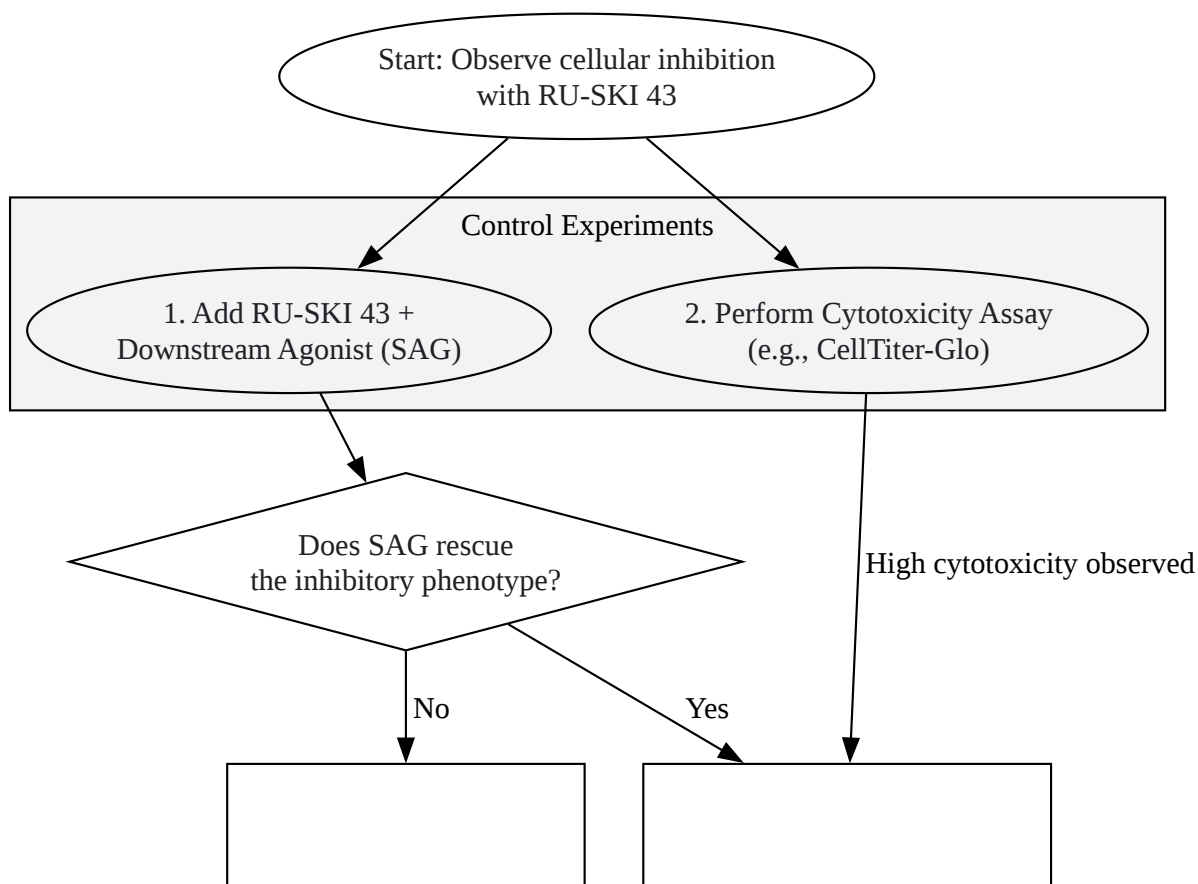 Start: Observe cellular inhibition
with RU-SKI 43
Control Experiments
1. Add RU-SKI 43 +
Downstream Agonist (SAG)
2. Perform Cytotoxicity Assay
(e.g., CellTiter-Glo)
Does SAG rescue
the inhibitory phenotype?
High cytotoxicity observed
No
Yes